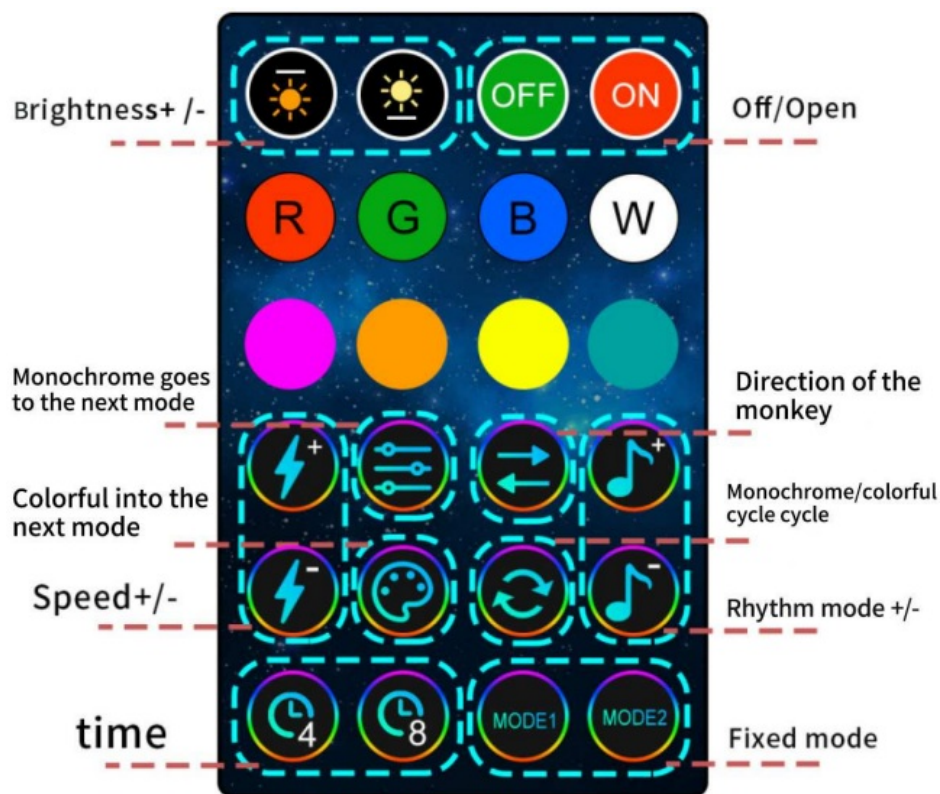 Brightness+ /-
OFF
ON
Off/Open
R
G
B
W
Monochrome goes
to the next mode
Direction of the
monkey
+
+
Colorful into the
next mode
Monochrome/colorful
cycle cycle
Speed+/-
-
-
Rhythm mode +/-
time
4
8
MODE1
MODE2
Fixed mode